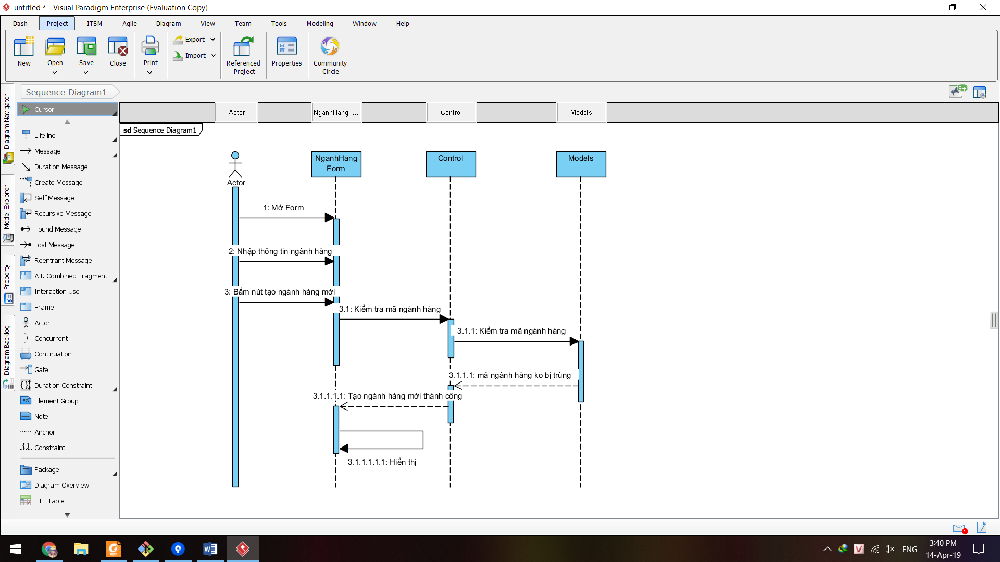 untitled * - Visual Paradigm Enterprise (Evaluation Copy)
Dash Project ITSM Agile Diagram View Team Tools Modeling Window Help
New Open Save Close Print Export Import Referenced Project Properties Community Circle
Sequence Diagram1
9+
Diagram Navigator
Model Explorer
Property
Diagram Backlog
Cursor
Lifeline
Message
Duration Message
Create Message
Self Message
Recursive Message
Found Message
Lost Message
Reentrant Message
Alt. Combined Fragment
Interaction Use
Frame
Actor
Concurrent
Continuation
Gate
Duration Constraint
EG Element Group
Note
Anchor
Constraint
Package
Diagram Overview
ETL Table
Actor NganhHangF... Control Models
sd Sequence Diagram1
Actor
NganhHang
Form
Control
Models
1: Mở Form
2: Nhập thông tin ngành hàng
3: Bấm nút tạo ngành hàng mới
3.1: Kiểm tra mã ngành hàng
3.1.1: Kiểm tra mã ngành hàng
3.1.1.1: mã ngành hàng ko bị trùng
3.1.1.1.1: Tạo ngành hàng mới thành công
3.1.1.1.1.1: Hiển thị
1
PDF
W
V
ENG
3:40 PM
14-Apr-19